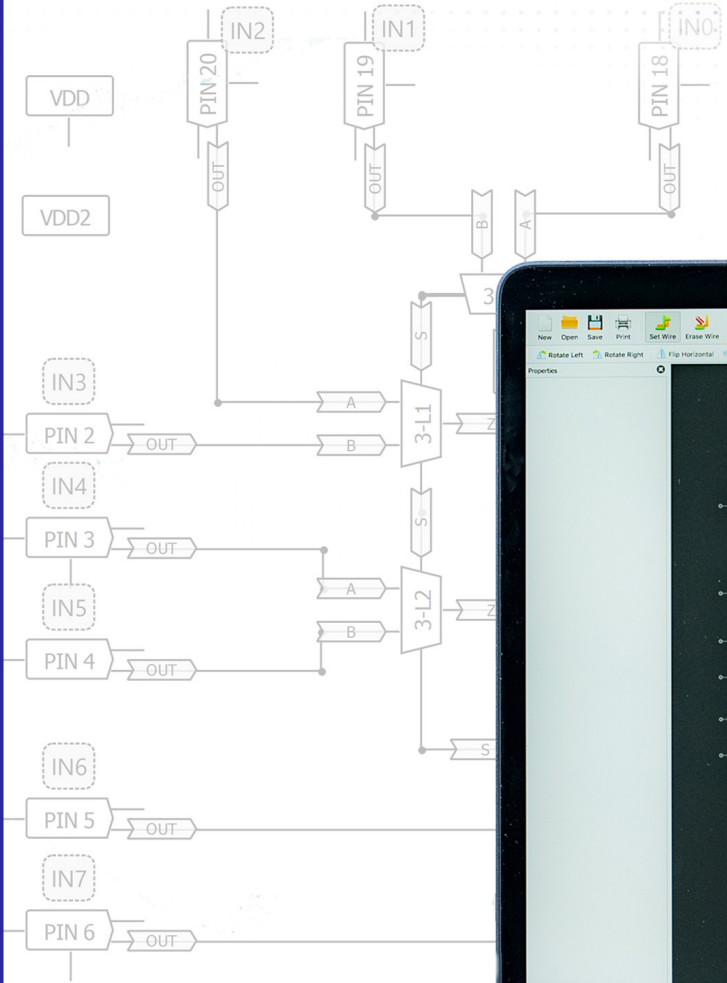 IN2
IN1
IN0
PIN 20
PIN 19
PIN 18
VDD
OUT
OUT
OUT
VDD2
B
A
3
S
New Open Save Print Set Wire Erase Wire
Rotate Left Rotate Right Flip Horizontal
Properties
IN3
A
3-L1
Z
PIN 2
OUT
B
IN4
S
PIN 3
OUT
A
IN5
B
3-L2
Z
PIN 4
OUT
S
IN6
PIN 5
OUT
IN7
PIN 6
OUT